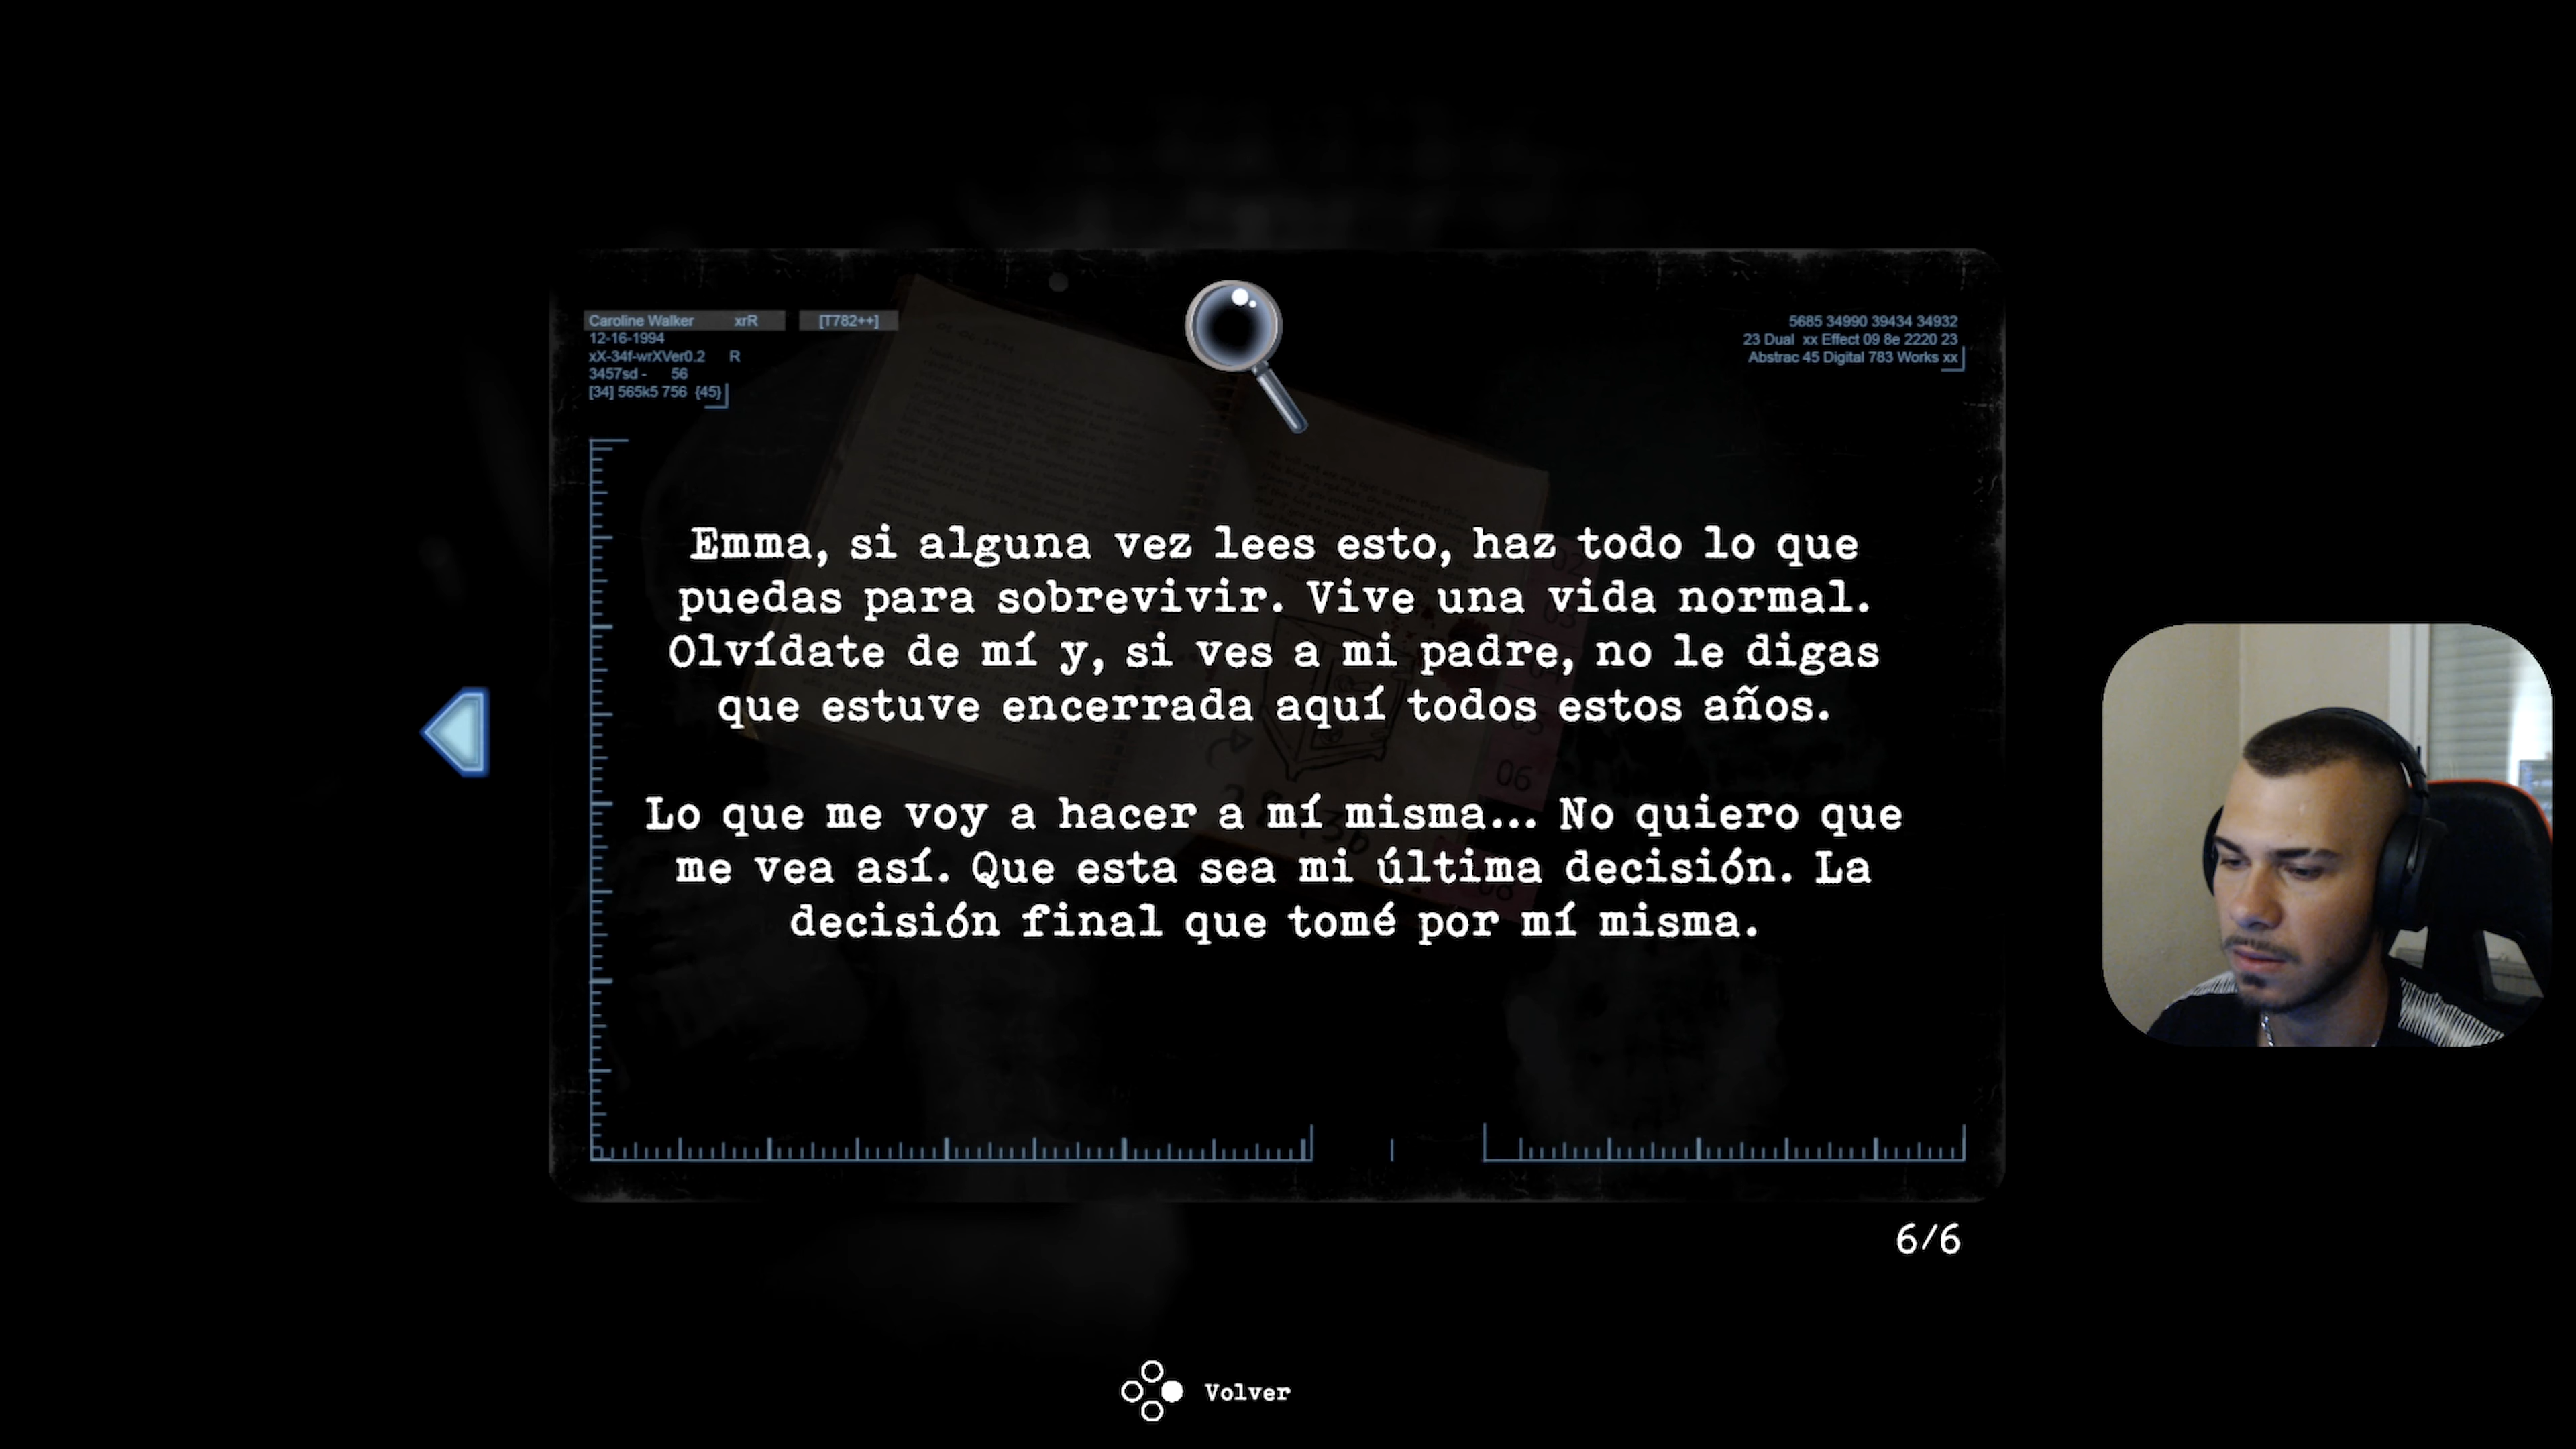 Caroline Walker xrR [T782++]
12-16-1994
xX-34f-wrXVer0.2 R
3457sd - 56
[34] 565k5 756 {45}
5685 34990 39434 34932
23 Dual xx Effect 09 8e 2220 23
Abstrac 45 Digital 783 Works xx
Emma, si alguna vez lees esto, haz todo lo que
puedas para sobrevivir. Vive una vida normal.
Olvídate de mí y, si ves a mi padre, no le digas
que estuve encerrada aquí todos estos años.
Lo que me voy a hacer a mí misma... No quiero que
me vea así. Que esta sea mi última decisión. La
decisión final que tomé por mí misma.
02
03
05
06
08
6/6
Volver